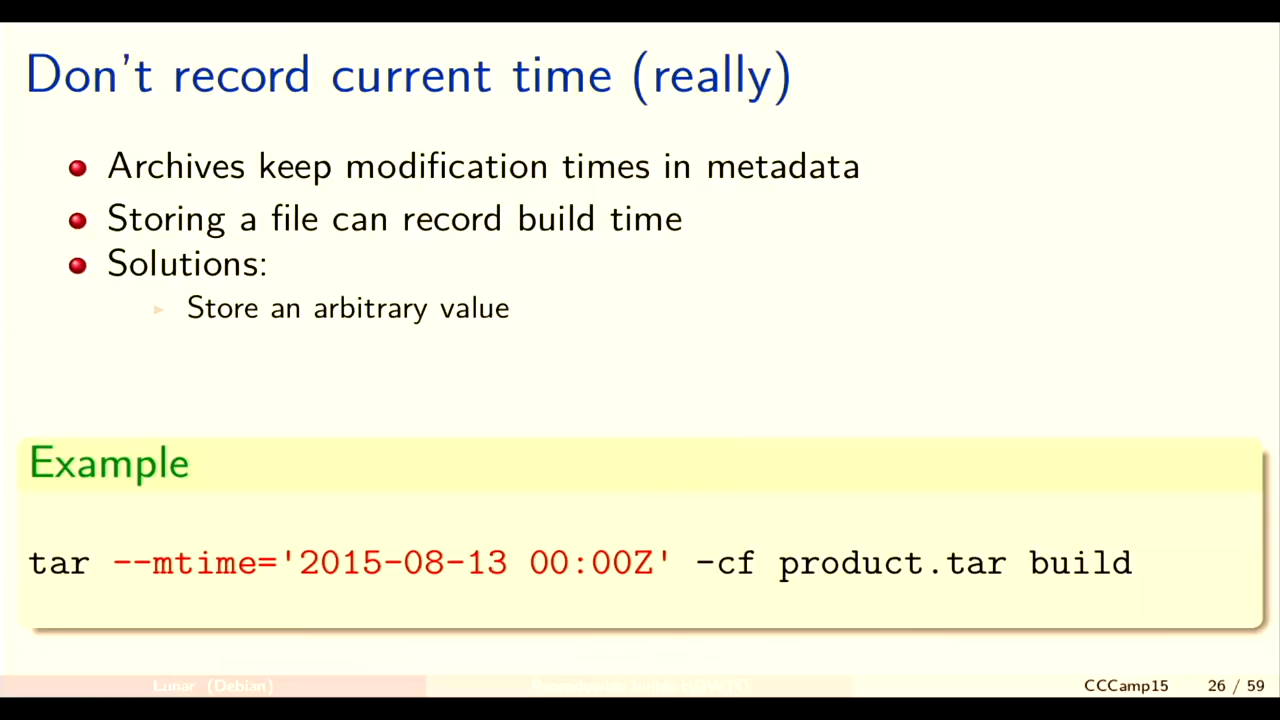 Don't record current time (really)
Archives keep modification times in metadata
Storing a file can record build time
Solutions:
Store an arbitrary value
Example
tar --mtime='2015-08-13 00:00Z' -cf product.tar build
Lunar (Debian)
CCCamp15 26 / 59